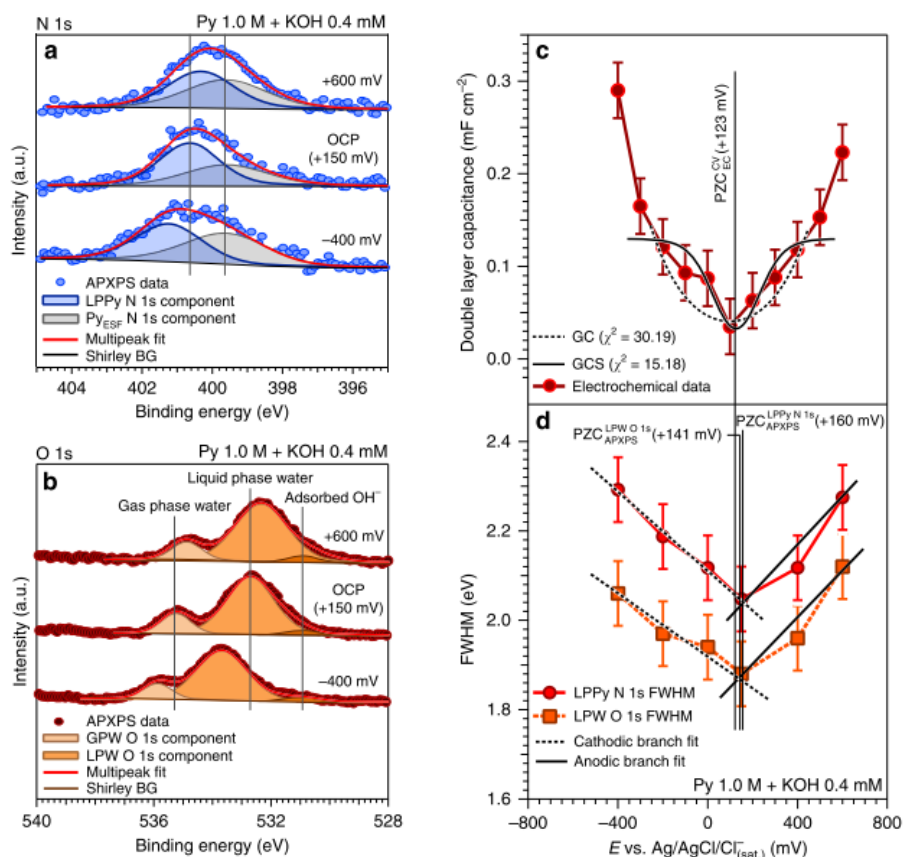 N 1s
Py 1.0 M + KOH 0.4 mM
a
+600 mV
OCP
(+150 mV)
−400 mV
Intensity (a.u.)
APXPS data
LPPy N 1s component
Py_ESF N 1s component
Multipeak fit
Shirley BG
404 402 400 398 396
Binding energy (eV)
O 1s
Py 1.0 M + KOH 0.4 mM
b
Liquid phase water
Gas phase water
Adsorbed OH⁻
+600 mV
OCP
(+150 mV)
−400 mV
Intensity (a.u.)
APXPS data
GPW O 1s component
LPW O 1s component
Multipeak fit
Shirley BG
540 535 530 528
Binding energy (eV)
c
Double layer capacitance (mF cm⁻²)
0.3
0.2
0.1
0.0
PZC_EC^CV (+123 mV)
GC (χ² = 30.19)
GCS (χ² = 15.18)
Electrochemical data
d
PZC_APXPS^LPW O 1s (+141 mV)
PZC_APXPS^LPPy N 1s (+160 mV)
FWHM (eV)
2.4
2.2
2.0
1.8
1.6
LPPy N 1s FWHM
LPW O 1s FWHM
Cathodic branch fit
Anodic branch fit
Py 1.0 M + KOH 0.4 mM
−800 −400 0 400 800
E vs. Ag/AgCl/Cl⁻(sat.) (mV)